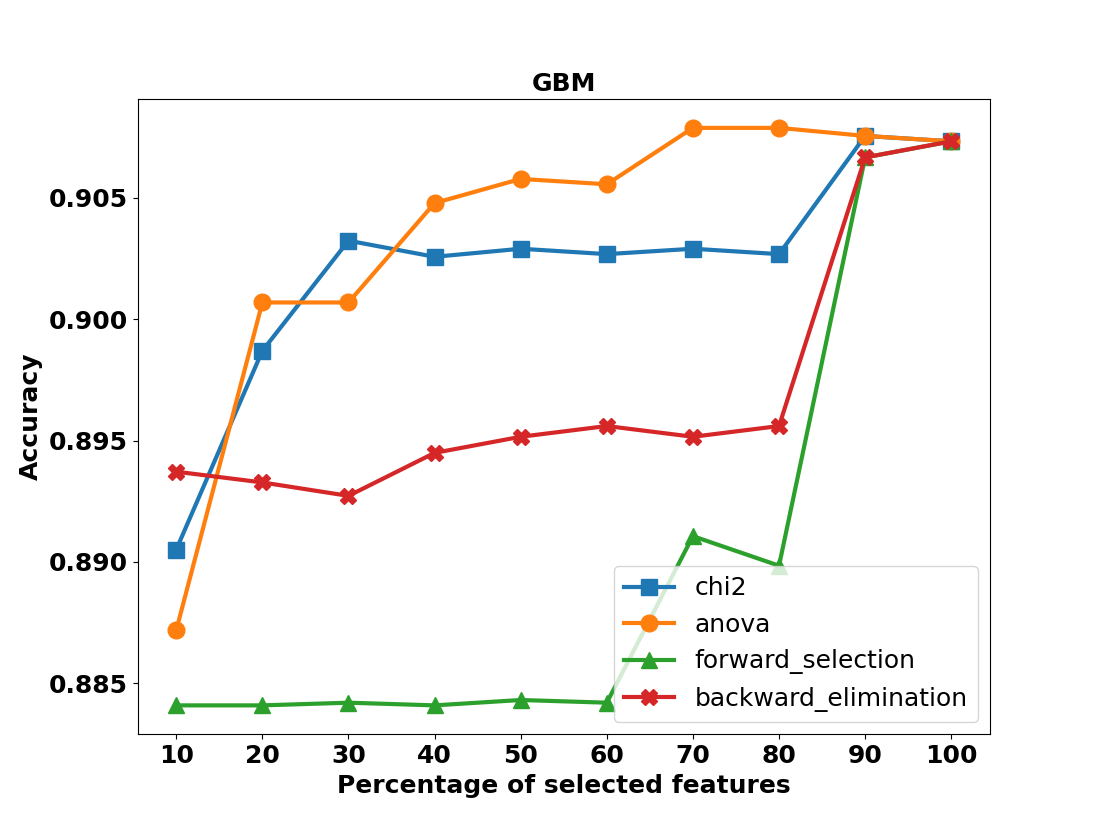 GBM
Accuracy
0.905
0.900
0.895
0.890
0.885
chi2
anova
forward_selection
backward_elimination
10 20 30 40 50 60 70 80 90 100
Percentage of selected features